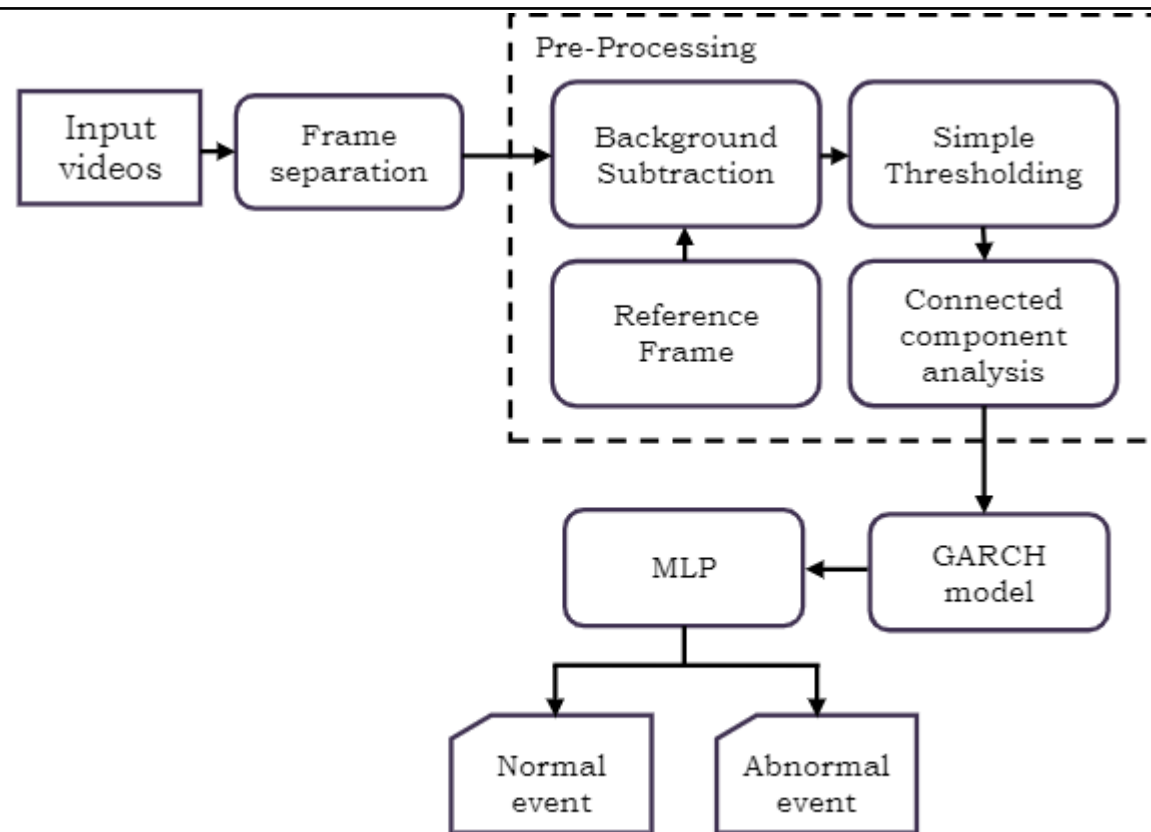 Pre-Processing
Input
videos
Frame
separation
Background
Subtraction
Simple
Thresholding
Reference
Frame
Connected
component
analysis
MLP
GARCH
model
Normal
event
Abnormal
event